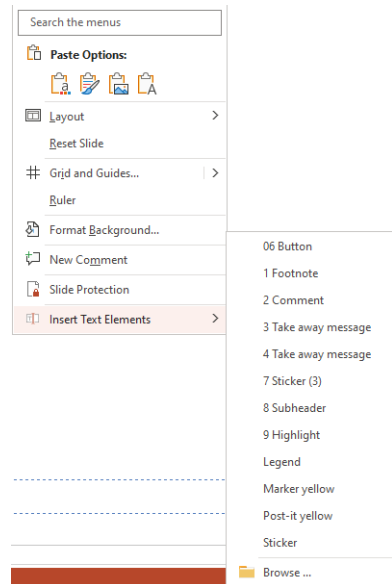 Search the menus
Paste Options:
Layout
Reset Slide
Grid and Guides...
Ruler
Format Background...
New Comment
Slide Protection
Insert Text Elements
06 Button
1 Footnote
2 Comment
3 Take away message
4 Take away message
7 Sticker (3)
8 Subheader
9 Highlight
Legend
Marker yellow
Post-it yellow
Sticker
Browse ...